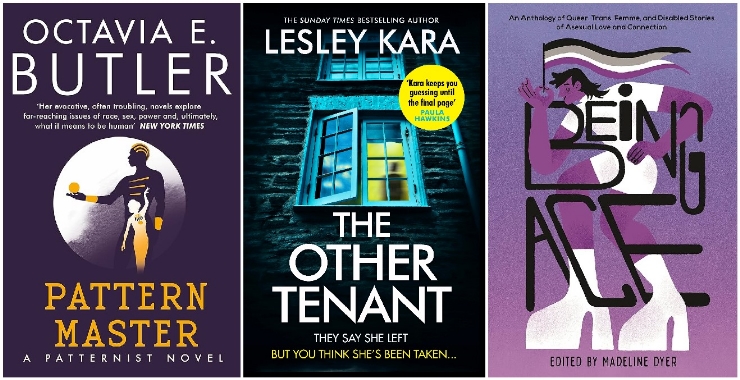 OCTAVIA E.
BUTLER
'Her evocative, often troubling, novels explore
far-reaching issues of race, sex, power and, ultimately,
what it means to be human' NEW YORK TIMES
PATTERN
MASTER
A PATTERNIST NOVEL
THE SUNDAY TIMES BESTSELLING AUTHOR
LESLEY KARA
'Kara keeps you
guessing until
the final page'
PAULA
HAWKINS
THE
OTHER
TENANT
THEY SAY SHE LEFT
BUT YOU THINK SHE'S BEEN TAKEN...
An Anthology of Queer, Trans, Femme, and Disabled Stories
of Asexual Love and Connection
BEING
ACE
EDITED BY MADELINE DYER